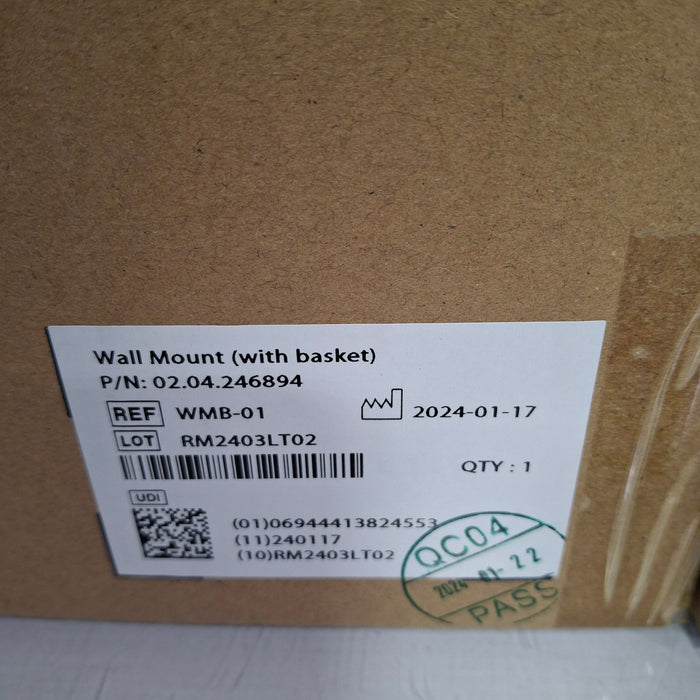 Wall Mount (with basket)
P/N: 02.04.246894
REF WMB-01
2024-01-17
LOT RM2403LT02
QTY : 1
UDI
(01)06944413824553
(11)240117
(10)RM2403LT02
QC04
2024-01-22
PASS